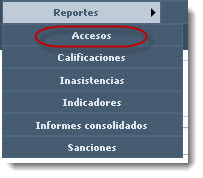 Reportes
Accesos
Calificaciones
Inasistencias
Indicadores
Informes consolidados
Sanciones